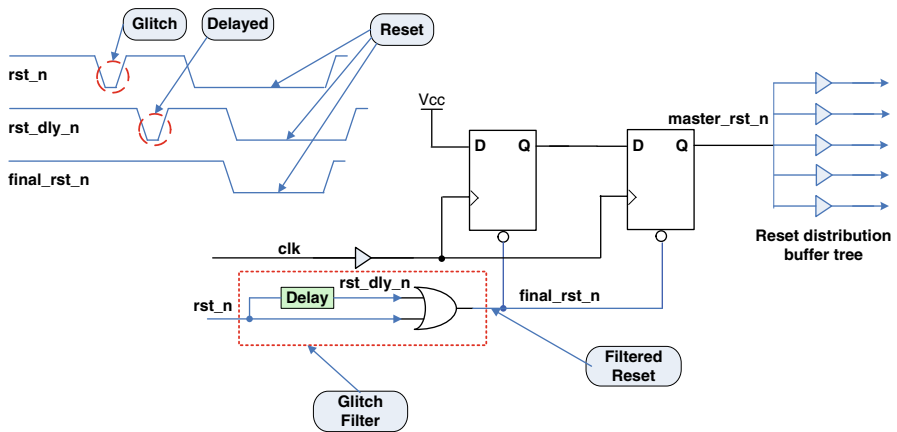 Glitch
Delayed
Reset
rst_n
rst_dly_n
final_rst_n
Vcc
D Q
D Q
master_rst_n
Reset distribution
buffer tree
clk
rst_n
Delay
rst_dly_n
final_rst_n
Filtered
Reset
Glitch
Filter